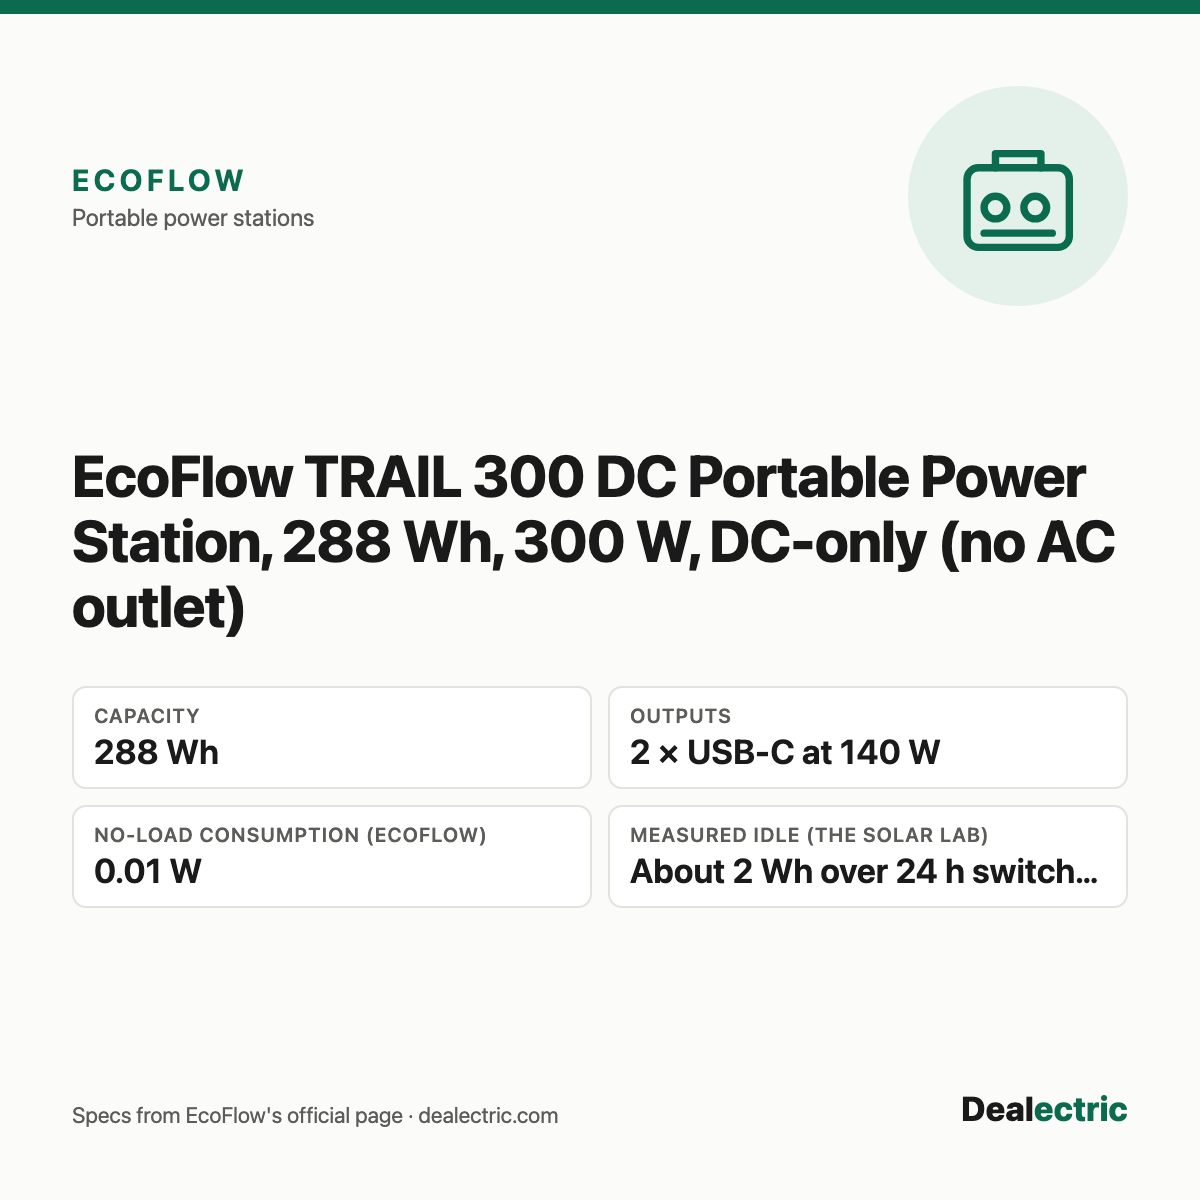 ECOFLOW
Portable power stations
EcoFlow TRAIL 300 DC Portable Power
Station, 288 Wh, 300 W, DC-only (no AC
outlet)
CAPACITY
288 Wh
OUTPUTS
2 × USB-C at 140 W
NO-LOAD CONSUMPTION (ECOFLOW)
0.01 W
MEASURED IDLE (THE SOLAR LAB)
About 2 Wh over 24 h switch…
Specs from EcoFlow's official page · dealectric.com
Dealectric